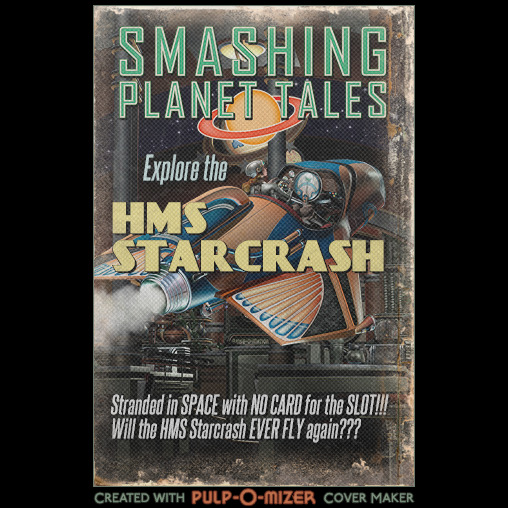 SMASHING
PLANET TALES
Explore the
HMS
STARCRASH
Stranded in SPACE with NO CARD for the SLOT!!!
Will the HMS Starcrash EVER FLY again???
CREATED WITH PULP-O-MIZER COVER MAKER